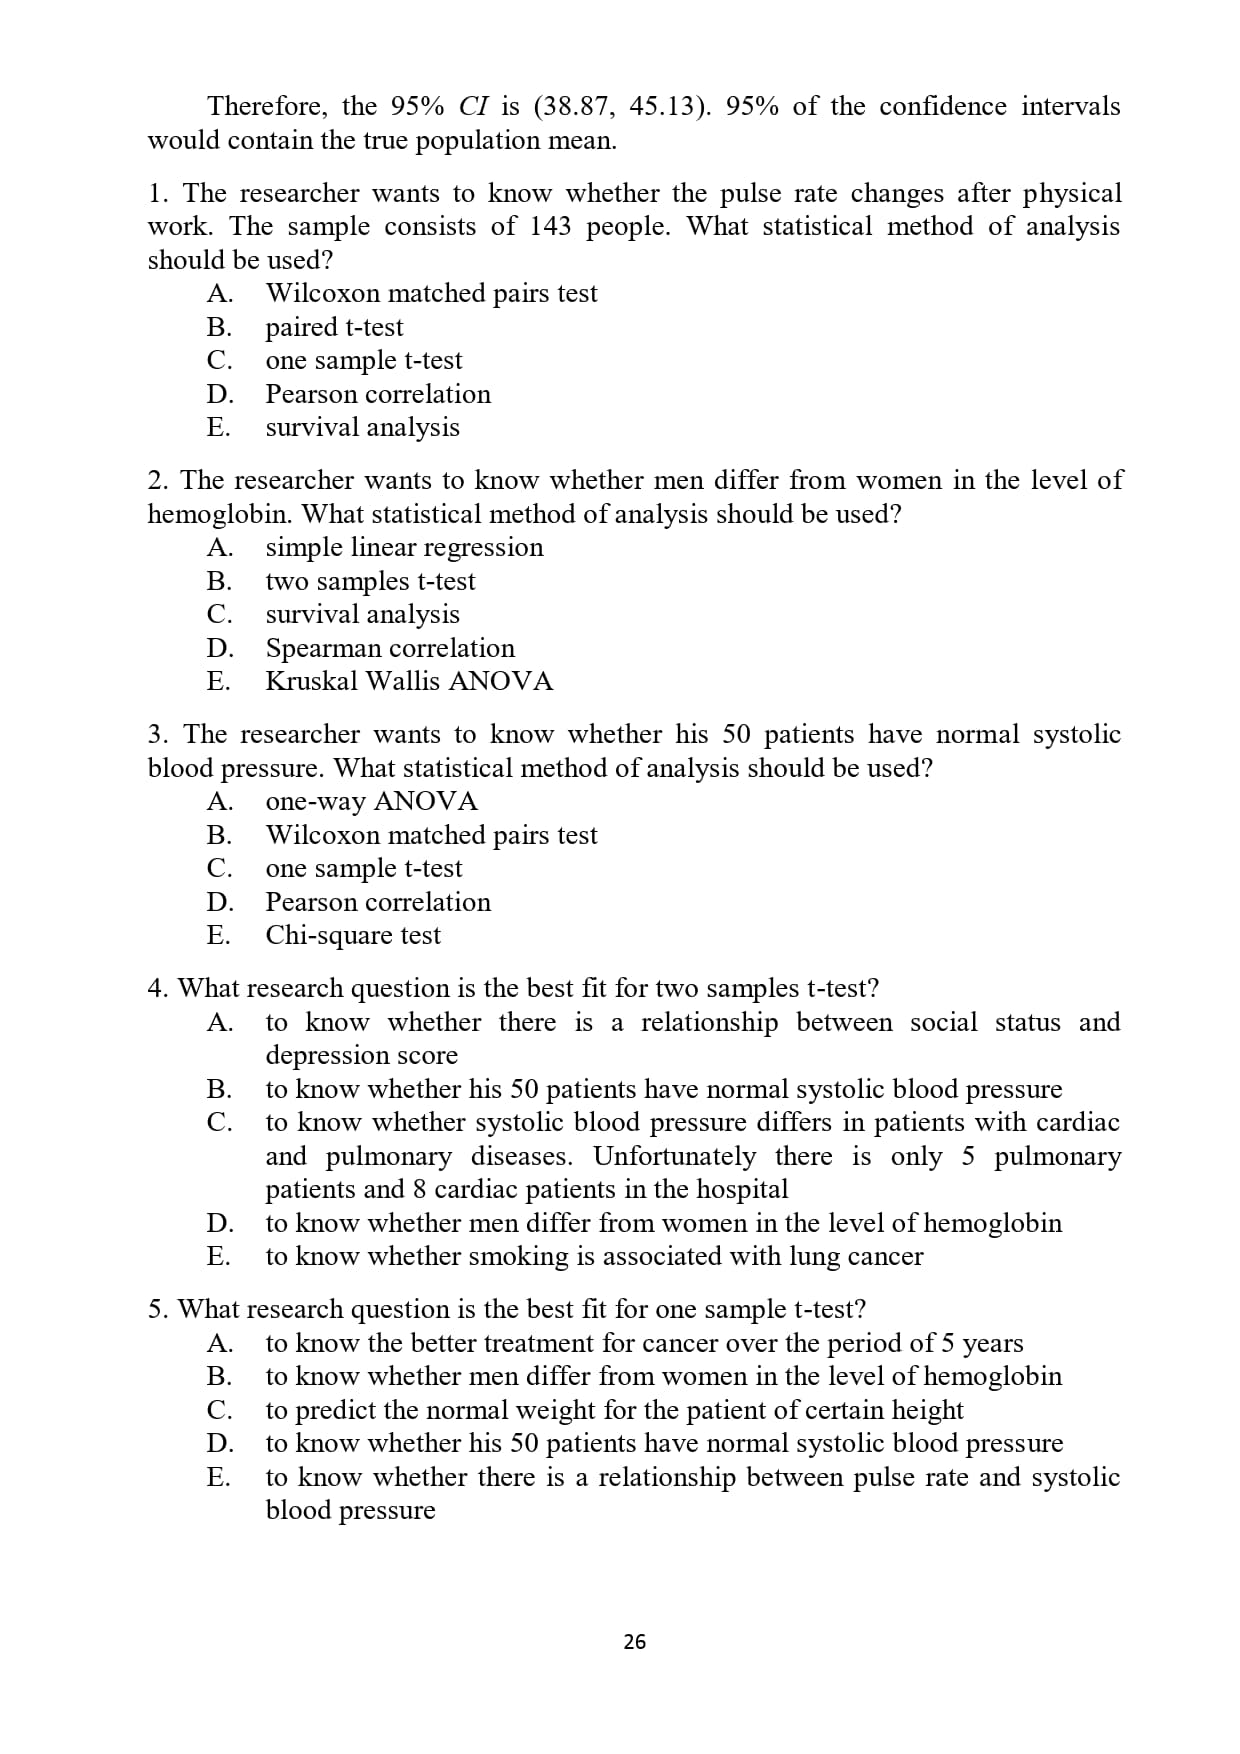 Therefore, the 95% CI is (38.87, 45.13). 95% of the confidence intervals
would contain the true population mean.
1. The researcher wants to know whether the pulse rate changes after physical
work. The sample consists of 143 people. What statistical method of analysis
should be used?
A. Wilcoxon matched pairs test
B. paired t-test
C. one sample t-test
D. Pearson correlation
E. survival analysis
2. The researcher wants to know whether men differ from women in the level of
hemoglobin. What statistical method of analysis should be used?
A. simple linear regression
B. two samples t-test
C. survival analysis
D. Spearman correlation
E. Kruskal Wallis ANOVA
3. The researcher wants to know whether his 50 patients have normal systolic
blood pressure. What statistical method of analysis should be used?
A. one-way ANOVA
B. Wilcoxon matched pairs test
C. one sample t-test
D. Pearson correlation
E. Chi-square test
4. What research question is the best fit for two samples t-test?
A. to know whether there is a relationship between social status and
depression score
B. to know whether his 50 patients have normal systolic blood pressure
C. to know whether systolic blood pressure differs in patients with cardiac
and pulmonary diseases. Unfortunately there is only 5 pulmonary
patients and 8 cardiac patients in the hospital
D. to know whether men differ from women in the level of hemoglobin
E. to know whether smoking is associated with lung cancer
5. What research question is the best fit for one sample t-test?
A. to know the better treatment for cancer over the period of 5 years
B. to know whether men differ from women in the level of hemoglobin
C. to predict the normal weight for the patient of certain height
D. to know whether his 50 patients have normal systolic blood pressure
E. to know whether there is a relationship between pulse rate and systolic
blood pressure
26